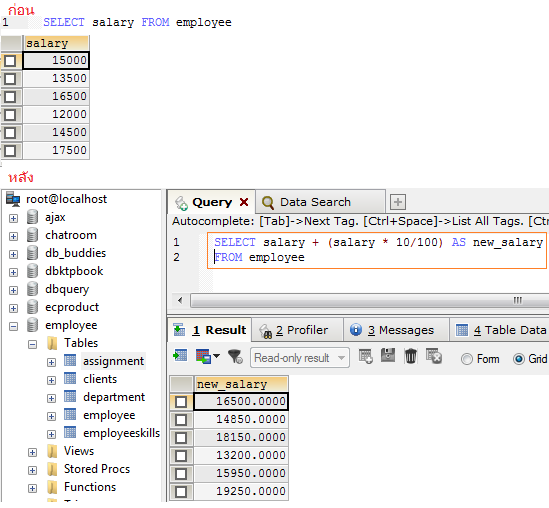 ก่อน
1 SELECT salary FROM employee
salary
15000
13500
16500
12000
14500
17500
หลัง
root@localhost
ajax
chatroom
db_buddies
dbktpbook
dbquery
ecproduct
employee
Tables
assignment
clients
department
employee
employeeskills
Views
Stored Procs
Functions
Query
Data Search
Autocomplete: [Tab]->Next Tag. [Ctrl+Space]->List All Tags. [Ct
1 SELECT salary + (salary * 10/100) AS new_salary
2 FROM employee
1 Result
2 Profiler
3 Messages
4 Table Data
Read-only result
Form
Grid
new_salary
16500.0000
14850.0000
18150.0000
13200.0000
15950.0000
19250.0000